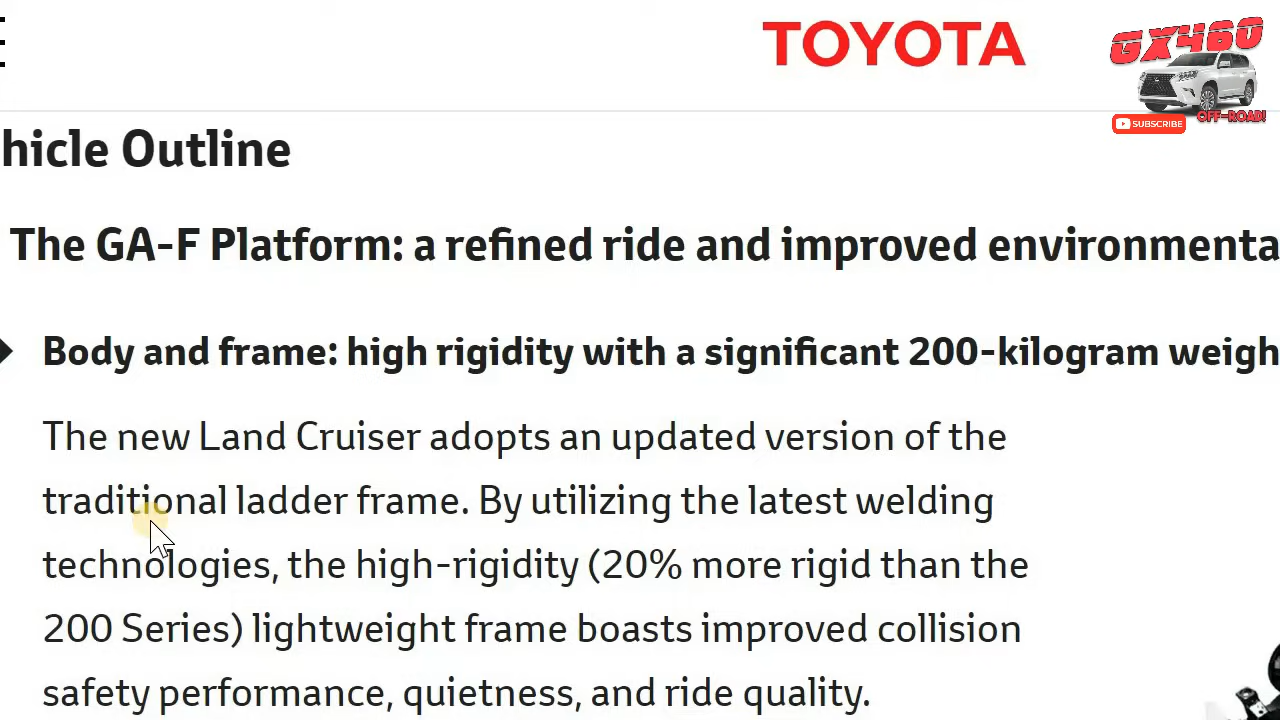 TOYOTA
GX460
SUBSCRIBE
OFF-ROAD!
hicle Outline
The GA-F Platform: a refined ride and improved environmenta
Body and frame: high rigidity with a significant 200-kilogram weigh
The new Land Cruiser adopts an updated version of the
traditional ladder frame. By utilizing the latest welding
technologies, the high-rigidity (20% more rigid than the
200 Series) lightweight frame boasts improved collision
safety performance, quietness, and ride quality.